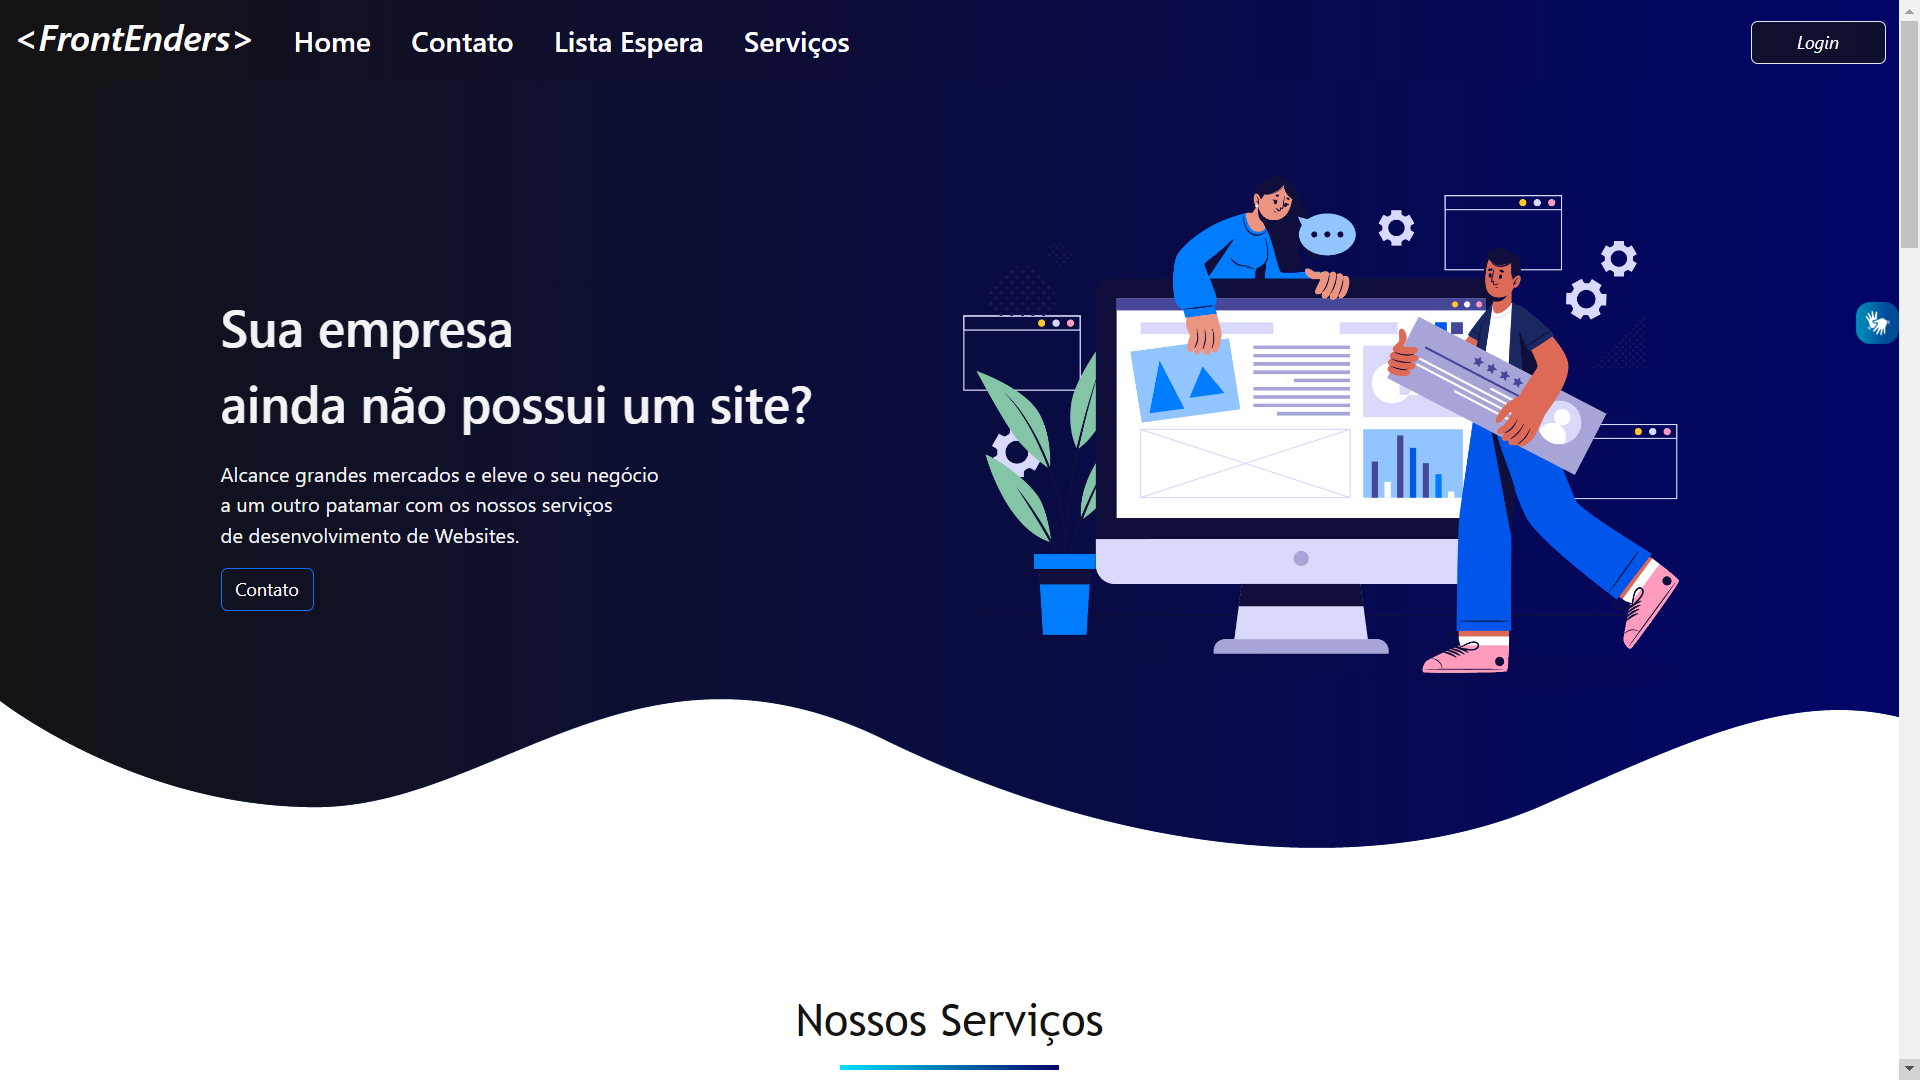 <FrontEnders>
Home
Contato
Lista Espera
Serviços
Login
Sua empresa
ainda não possui um site?
Alcance grandes mercados e eleve o seu negócio
a um outro patamar com os nossos serviços
de desenvolvimento de Websites.
Contato
Nossos Serviços